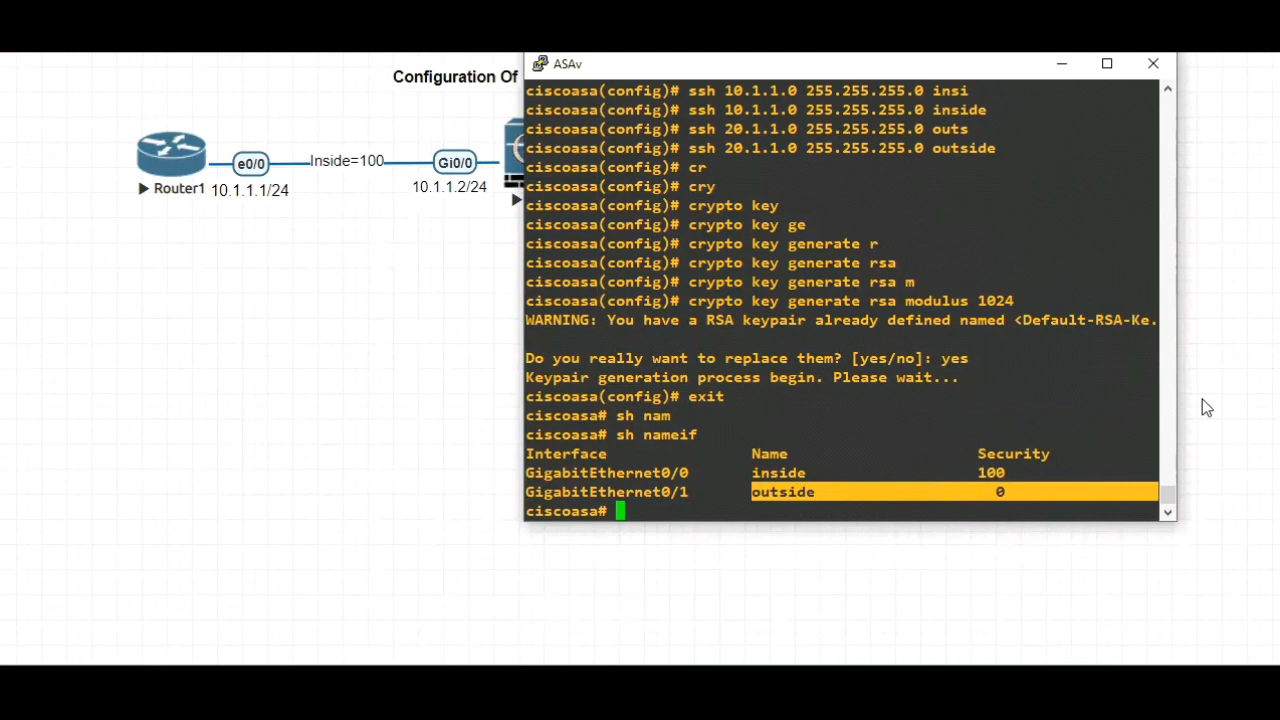 Configuration Of
Router1
e0/0
10.1.1.1/24
Inside=100
Gi0/0
10.1.1.2/24
ASAv
ciscoasa(config)# ssh 10.1.1.0 255.255.255.0 insi
ciscoasa(config)# ssh 10.1.1.0 255.255.255.0 inside
ciscoasa(config)# ssh 20.1.1.0 255.255.255.0 outs
ciscoasa(config)# ssh 20.1.1.0 255.255.255.0 outside
ciscoasa(config)# cr
ciscoasa(config)# cry
ciscoasa(config)# crypto key
ciscoasa(config)# crypto key ge
ciscoasa(config)# crypto key generate r
ciscoasa(config)# crypto key generate rsa
ciscoasa(config)# crypto key generate rsa m
ciscoasa(config)# crypto key generate rsa modulus 1024
WARNING: You have a RSA keypair already defined named <Default-RSA-Ke.
Do you really want to replace them? [yes/no]: yes
Keypair generation process begin. Please wait...
ciscoasa(config)# exit
ciscoasa# sh nam
ciscoasa# sh nameif
Interface Name Security
GigabitEthernet0/0 inside 100
GigabitEthernet0/1 outside 0
ciscoasa#